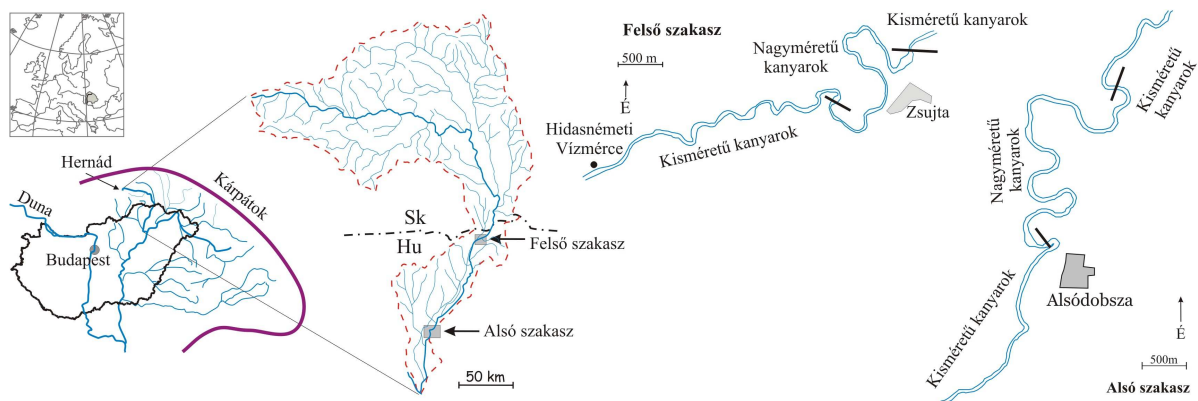 Hernád
Duna
Budapest
Kárpátok
Sk
Hu
Felső szakasz
Alsó szakasz
50 km
Felső szakasz
500 m
É
Hidasnémeti
Vízmérce
Kisméretű kanyarok
Nagyméretű
kanyarok
Kisméretű kanyarok
Zsujta
Kisméretű
kanyarok
Nagyméretű
kanyarok
Kisméretű kanyarok
Alsódobsza
É
500m
Alsó szakasz